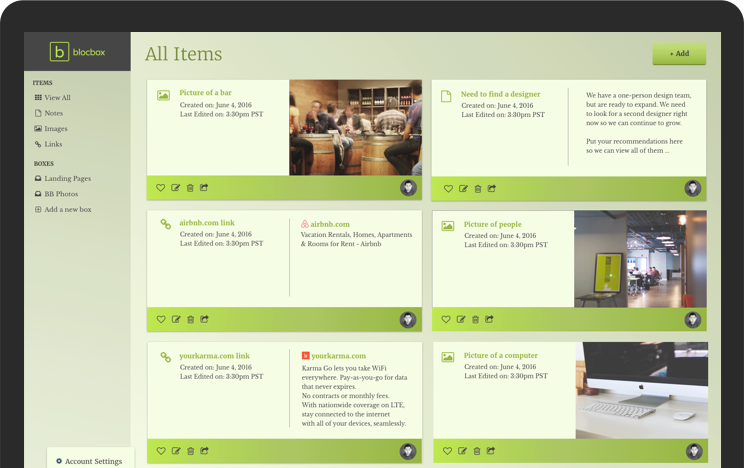 b blocbox
All Items
+ Add
ITEMS
View All
Notes
Images
Links
BOXES
Landing Pages
BB Photos
Add a new box
Account Settings
Picture of a bar
Created on: June 4, 2016
Last Edited on: 3:30pm PST
Need to find a designer
Created on: June 4, 2016
Last Edited on: 3:30pm PST
We have a one-person design team,
but are ready to expand. We need
to look for a second designer right
now so we can continue to grow.
Put your recommendations here
so we can view all of them ...
airbnb.com link
Created on: June 4, 2016
Last Edited on: 3:30pm PST
airbnb.com
Vacation Rentals, Homes, Apartments
& Rooms for Rent - Airbnb
Picture of people
Created on: June 4, 2016
Last Edited on: 3:30pm PST
yourkarma.com link
Created on: June 4, 2016
Last Edited on: 3:30pm PST
yourkarma.com
Karma Go lets you take WiFi
everywhere. Pay-as-you-go for data
that never expires.
No contracts or monthly fees.
With nationwide coverage on LTE,
stay connected to the internet
with all of your devices, seamlessly.
Picture of a computer
Created on: June 4, 2016
Last Edited on: 3:30pm PST